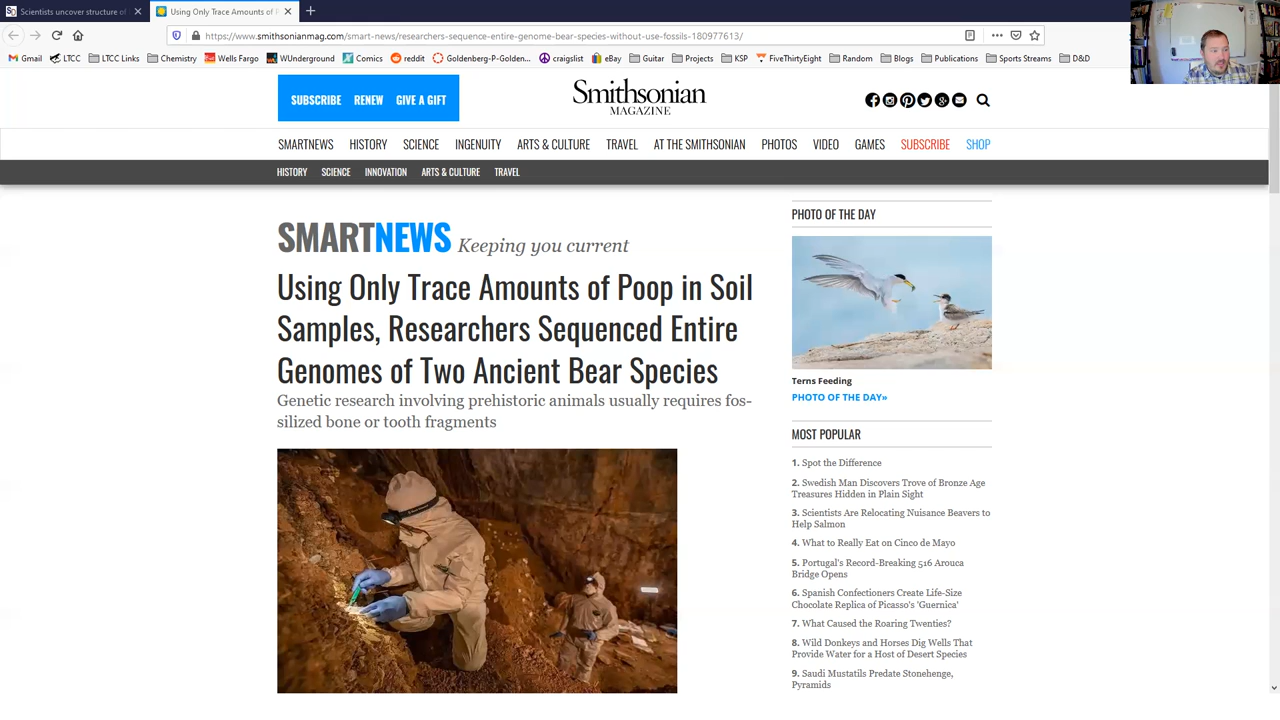 Scientists uncover structure of
Using Only Trace Amounts of P
https://www.smithsonianmag.com/smart-news/researchers-sequence-entire-genome-bear-species-without-use-fossils-180977613/
Gmail LTCC LTCC Links Chemistry Wells Fargo WUnderground Comics reddit Goldenberg-P-Golden... craigslist eBay Guitar Projects KSP FiveThirtyEight Random Blogs Publications Sports Streams D&D
SUBSCRIBE RENEW GIVE A GIFT
Smithsonian
MAGAZINE
SMARTNEWS HISTORY SCIENCE INGENUITY ARTS & CULTURE TRAVEL AT THE SMITHSONIAN PHOTOS VIDEO GAMES SUBSCRIBE SHOP
HISTORY SCIENCE INNOVATION ARTS & CULTURE TRAVEL
SMARTNEWS Keeping you current
Using Only Trace Amounts of Poop in Soil
Samples, Researchers Sequenced Entire
Genomes of Two Ancient Bear Species
Genetic research involving prehistoric animals usually requires fos-
silized bone or tooth fragments
PHOTO OF THE DAY
Terns Feeding
PHOTO OF THE DAY»
MOST POPULAR
1. Spot the Difference
2. Swedish Man Discovers Trove of Bronze Age
Treasures Hidden in Plain Sight
3. Scientists Are Relocating Nuisance Beavers to
Help Salmon
4. What to Really Eat on Cinco de Mayo
5. Portugal's Record-Breaking 516 Arouca
Bridge Opens
6. Spanish Confectioners Create Life-Size
Chocolate Replica of Picasso's 'Guernica'
7. What Caused the Roaring Twenties?
8. Wild Donkeys and Horses Dig Wells That
Provide Water for a Host of Desert Species
9. Saudi Mustatils Predate Stonehenge,
Pyramids